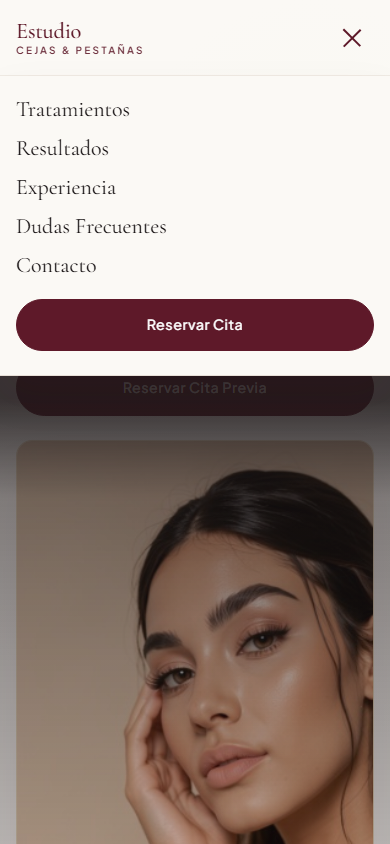 Estudio
CEJAS & PESTAÑAS
Tratamientos
Resultados
Experiencia
Dudas Frecuentes
Contacto
Reservar Cita
Reservar Cita Previa